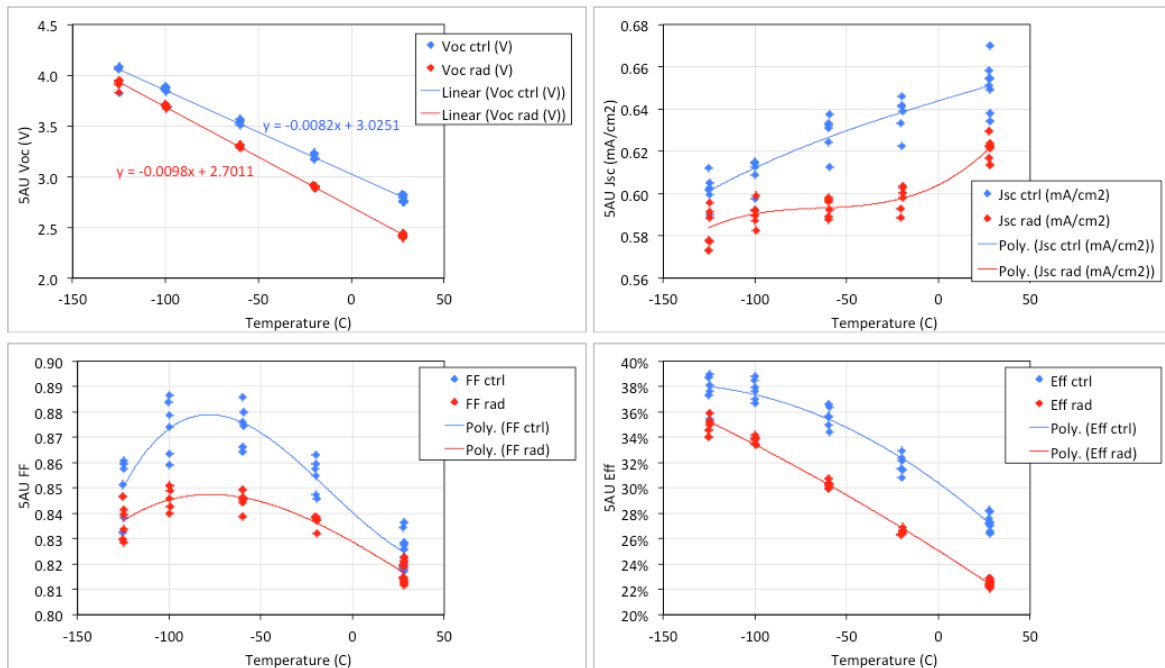 4.5
4.0
3.5
3.0
2.5
2.0
5AU Voc (V)
-150
-100
-50
0
50
Temperature (C)
Voc ctrl (V)
Voc rad (V)
Linear (Voc ctrl (V))
Linear (Voc rad (V))
y = -0.0082x + 3.0251
y = -0.0098x + 2.7011
0.68
0.66
0.64
0.62
0.60
0.58
0.56
5AU Jsc (mA/cm2)
-150
-100
-50
0
50
Temperature (C)
Jsc ctrl (mA/cm2)
Jsc rad (mA/cm2)
Poly. (Jsc ctrl (mA/cm2))
Poly. (Jsc rad (mA/cm2))
0.90
0.89
0.88
0.87
0.86
0.85
0.84
0.83
0.82
0.81
0.80
5AU FF
-150
-100
-50
0
50
Temperature (C)
FF ctrl
FF rad
Poly. (FF ctrl)
Poly. (FF rad)
40%
38%
36%
34%
32%
30%
28%
26%
24%
22%
20%
5AU Eff
-150
-100
-50
0
50
Temperature (C)
Eff ctrl
Eff rad
Poly. (Eff ctrl)
Poly. (Eff rad)